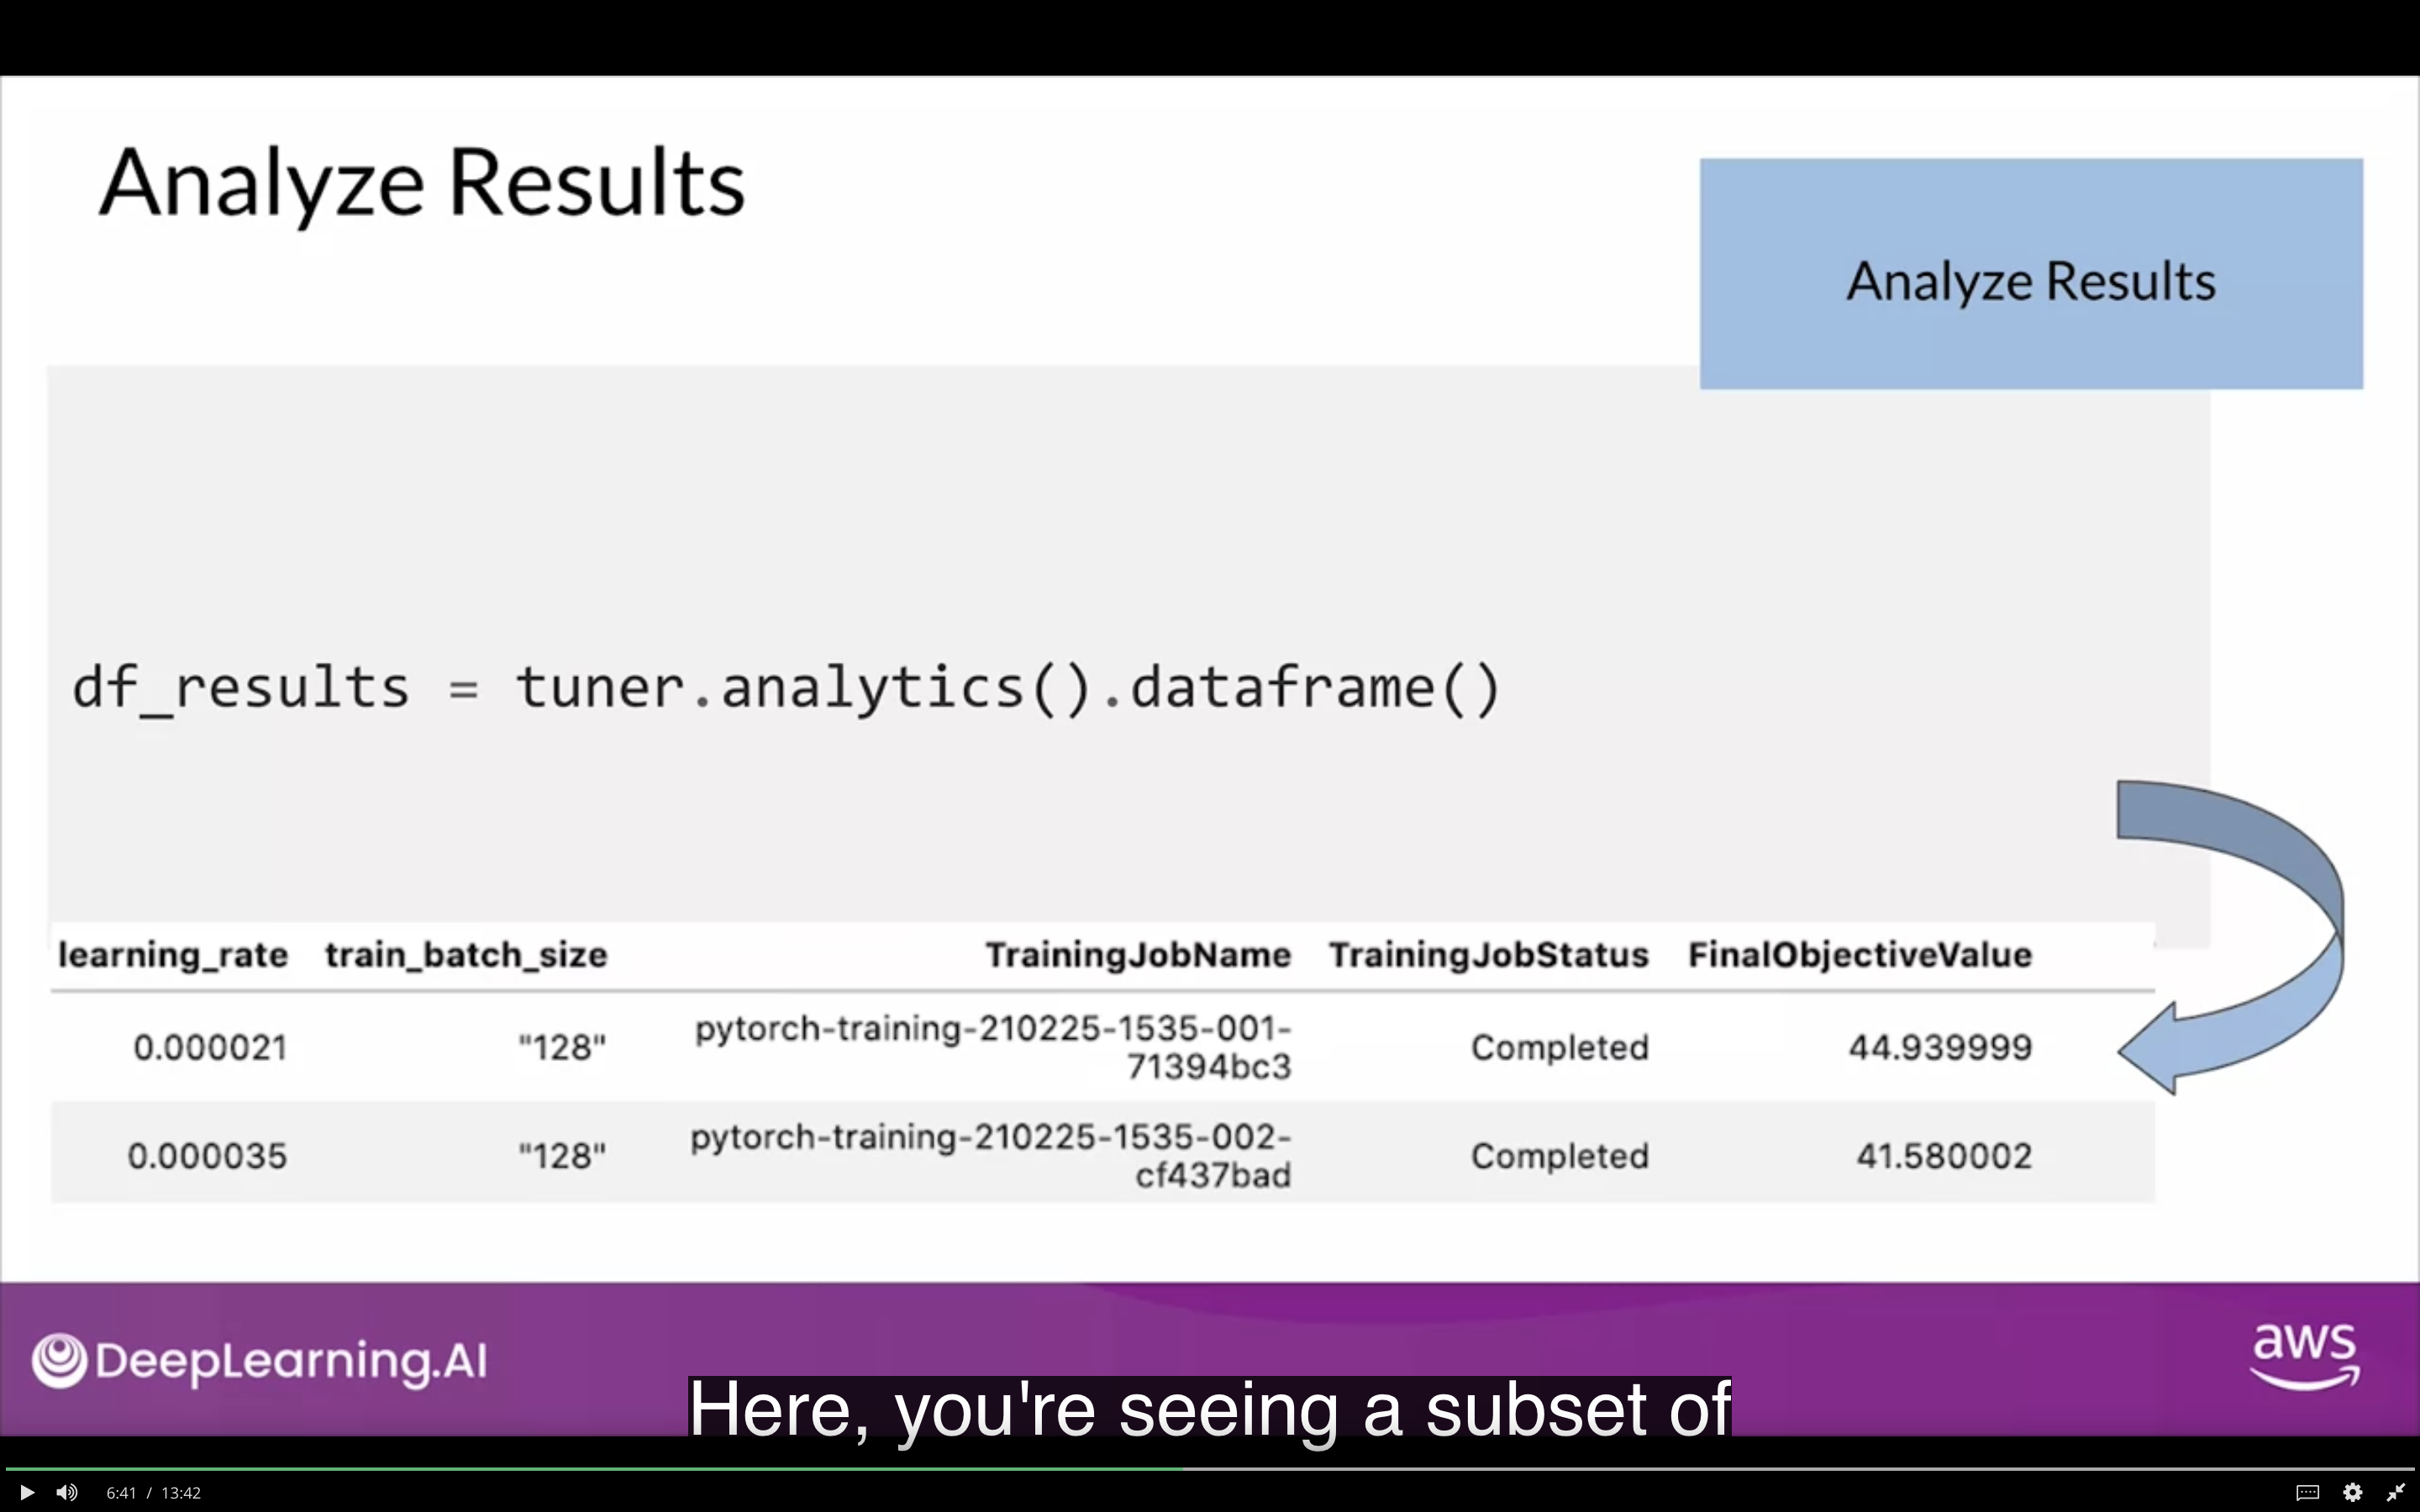 Analyze Results
Analyze Results
df_results = tuner.analytics().dataframe()
learning_rate train_batch_size TrainingJobName TrainingJobStatus FinalObjectiveValue
0.000021 "128" pytorch-training-210225-1535-001-71394bc3 Completed 44.939999
0.000035 "128" pytorch-training-210225-1535-002-cf437bad Completed 41.580002
DeepLearning.AI
aws
Here, you're seeing a subset of
6:41 / 13:42